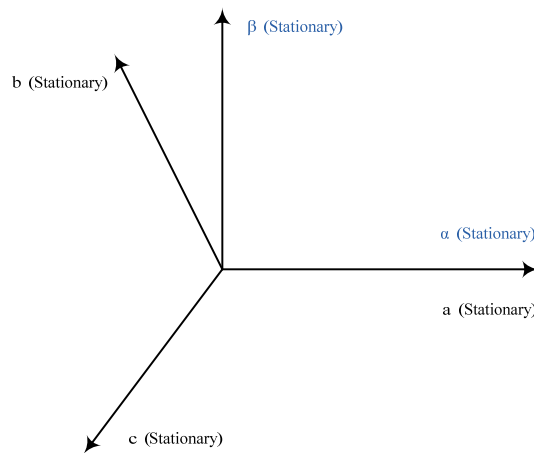 β (Stationary)
b (Stationary)
α (Stationary)
a (Stationary)
c (Stationary)